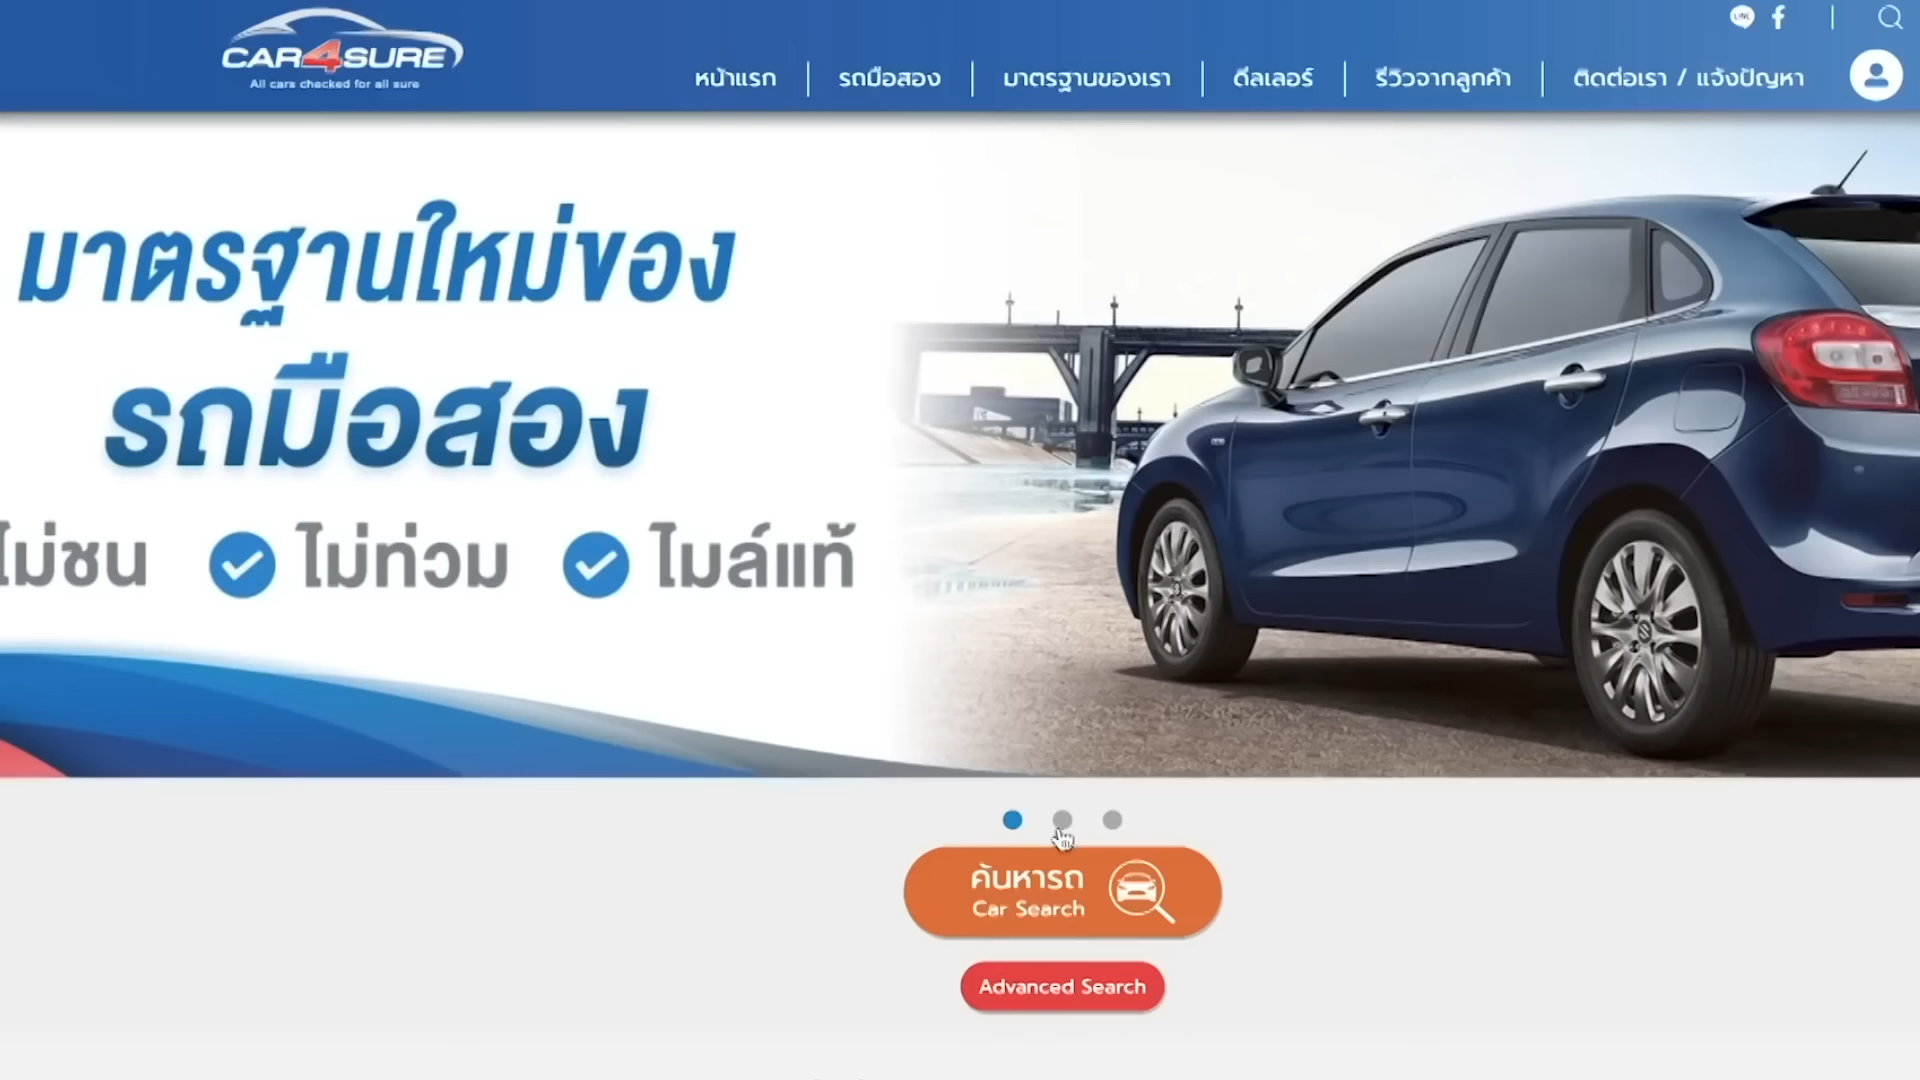 CAR4SURE
All cars checked for all sure
LINE
หน้าแรก
รถมือสอง
มาตรฐานของเรา
ดีลเลอร์
รีวิวจากลูกค้า
ติดต่อเรา / แจ้งปัญหา
มาตรฐานใหม่ของ
รถมือสอง
ไม่ชน ไม่ท่วม ไมล์แท้
ค้นหารถ
Car Search
Advanced Search